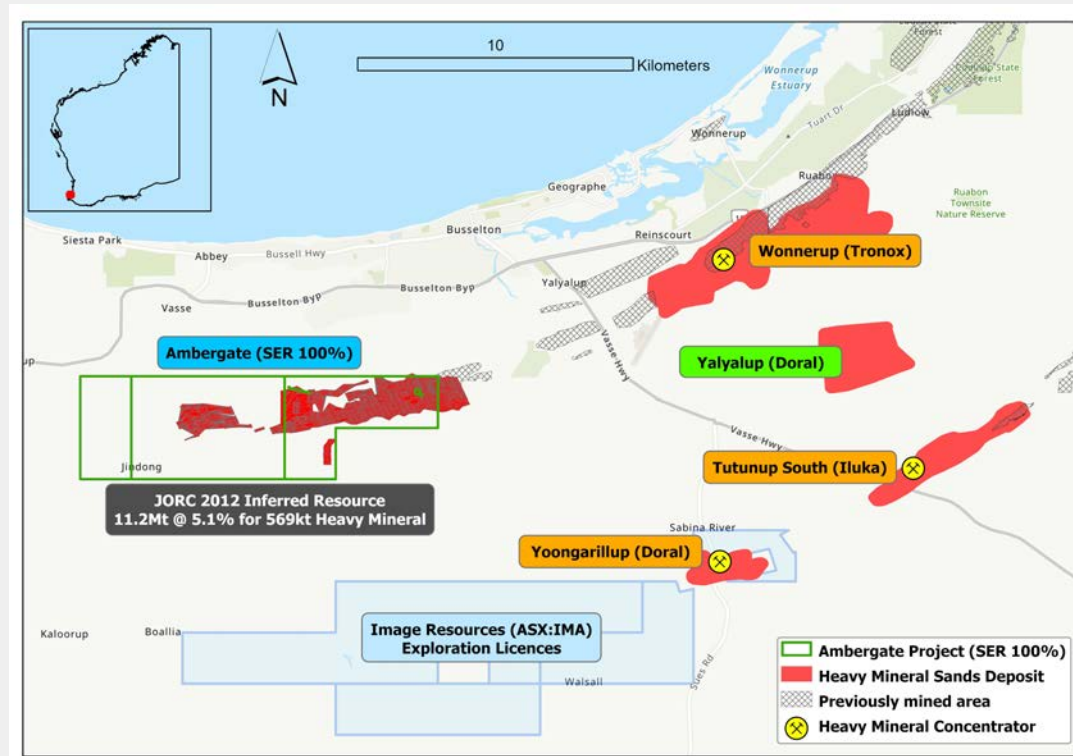 10
Kilometers
N
Wonnerup
Estuary
Tuart Dr
Ludlow
Wonnerup
Ruabon
Ruabon
Townsite
Nature Reserve
Geographe
Siesta Park
Busselton
Reinscourt
Abbey
Bussell Hwy
Wonnerup (Tronox)
Busselton Byp
Busselton Byp
Yalyalup
Vasse
Vasse Hwy
Ambergate (SER 100%)
Yalyalup (Doral)
Vasse Hwy
Jindong
Tutunup South (Iluka)
JORC 2012 Inferred Resource
11.2Mt @ 5.1% for 569kt Heavy Mineral
Sabina River
Yoongarillup (Doral)
Kaloorup
Boallia
Image Resources (ASX:IMA)
Exploration Licences
Walsall
Sues Rd
Ambergate Project (SER 100%)
Heavy Mineral Sands Deposit
Previously mined area
Heavy Mineral Concentrator